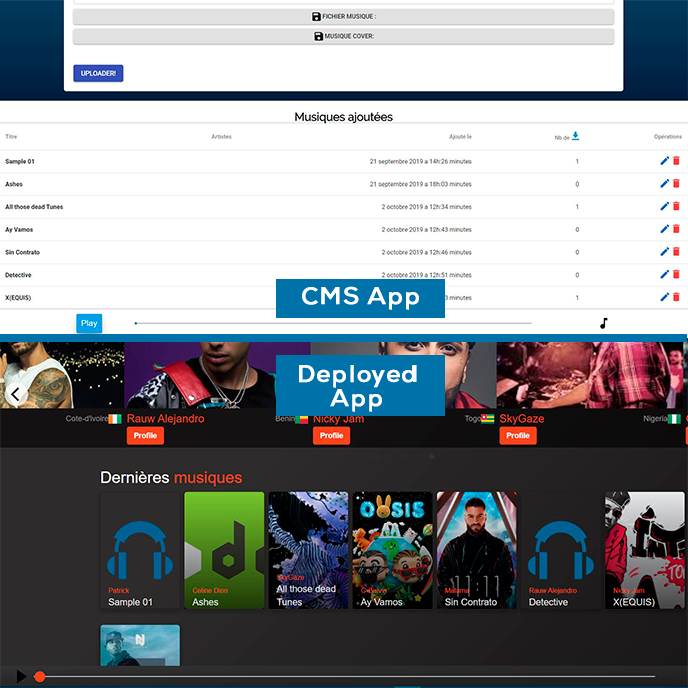 FICHIER MUSIQUE :
MUSIQUE COVER:
UPLOADER!
Musiques ajoutées
Titre Artistes Ajouté le Nb de Opérations
Sample 01 21 septembre 2019 a 14h:26 minutes 1
Ashes 21 septembre 2019 a 18h:03 minutes 0
All those dead Tunes 2 octobre 2019 a 12h:34 minutes 1
Ay Vamos 2 octobre 2019 a 12h:43 minutes 0
Sin Contrato 2 octobre 2019 a 12h:46 minutes 0
Detective 2 octobre 2019 a 12h:51 minutes 0
X(EQUIS) 3 minutes 1
CMS App
Play
Deployed
App
Cote-d'ivoire Rauw Alejandro Benin Nicky Jam Togo SkyGaze Nigeria
Profile Profile Profile
Dernières musiques
OASIS
Patrick
Sample 01
Celine Dion
Ashes
SkyGaze
All those dead
Tunes
Ay Vamos
Maluma
Sin Contrato
Rauw Alejandro
Detective
Nicky Jam
X(EQUIS)